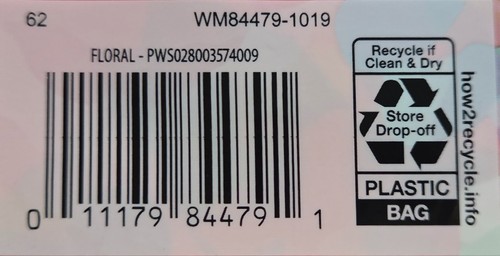 62
WM84479-1019
FLORAL - PWS028003574009
0 11179 84479 1
Recycle if
Clean & Dry
Store
Drop-off
PLASTIC
BAG
how2recycle.info